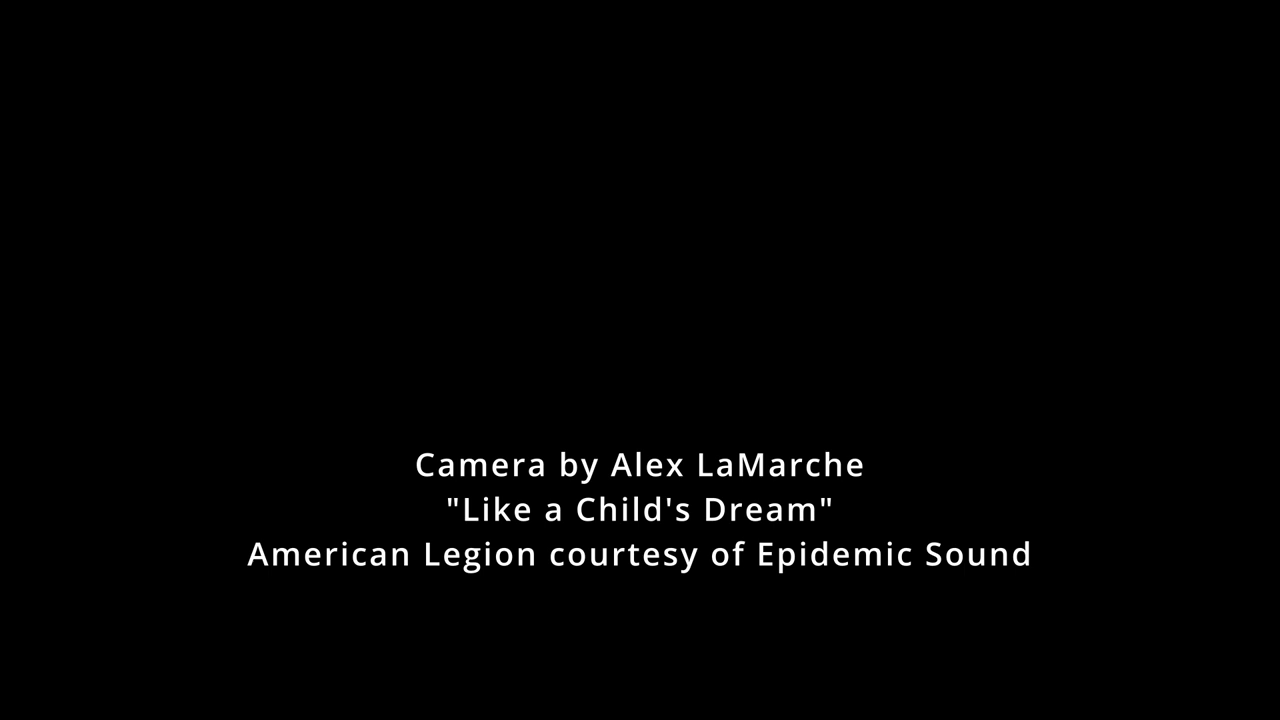 Camera by Alex LaMarche
"Like a Child's Dream"
American Legion courtesy of Epidemic Sound